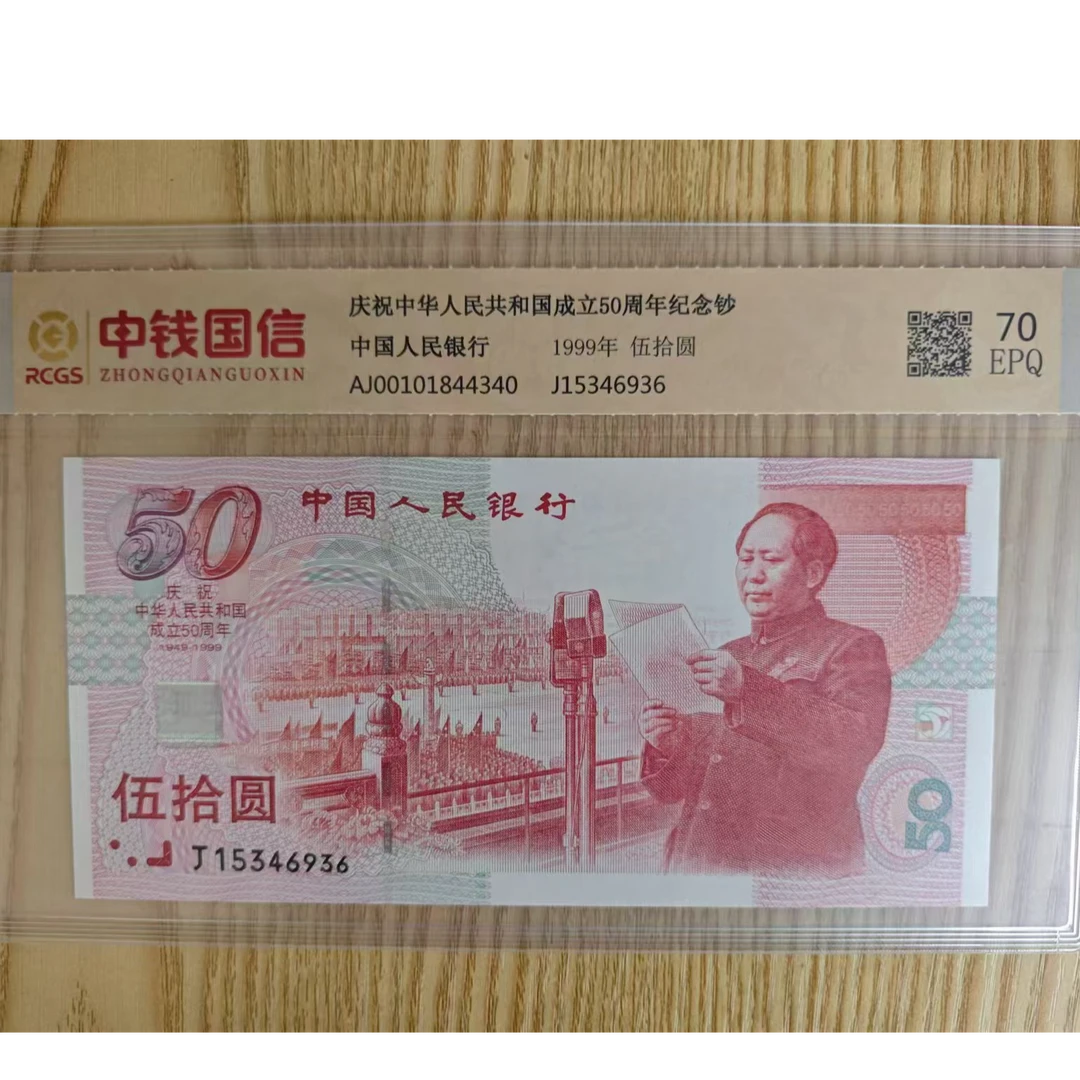 庆祝中华人民共和国成立50周年纪念钞
中钱国信
中国人民银行 1999年 伍拾圆
RCGS ZHONGQIANGUOXIN
AJ00101844340 J15346936
70
EPQ
50 中国人民银行
庆祝
中华人民共和国
成立50周年
1949-1999
伍拾圆
J15346936
50